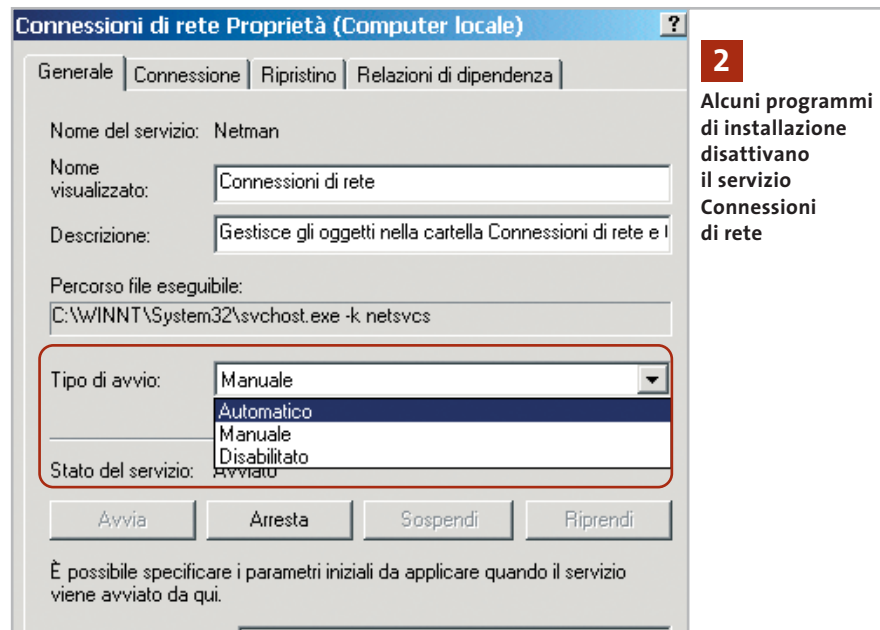 Connessioni di rete Proprietà (Computer locale)
?
Generale
Connessione
Ripristino
Relazioni di dipendenza
Nome del servizio: Netman
Nome
visualizzato:
Connessioni di rete
Descrizione:
Gestisce gli oggetti nella cartella Connessioni di rete e
Percorso file eseguibile:
C:\WINNT\System32\svchost.exe -k netsvcs
Tipo di avvio:
Manuale
Automatico
Manuale
Disabilitato
Stato del servizio: Avviato
Avvia
Arresta
Sospendi
Riprendi
È possibile specificare i parametri iniziali da applicare quando il servizio
viene avviato da qui.
2
Alcuni programmi
di installazione
disattivano
il servizio
Connessioni
di rete